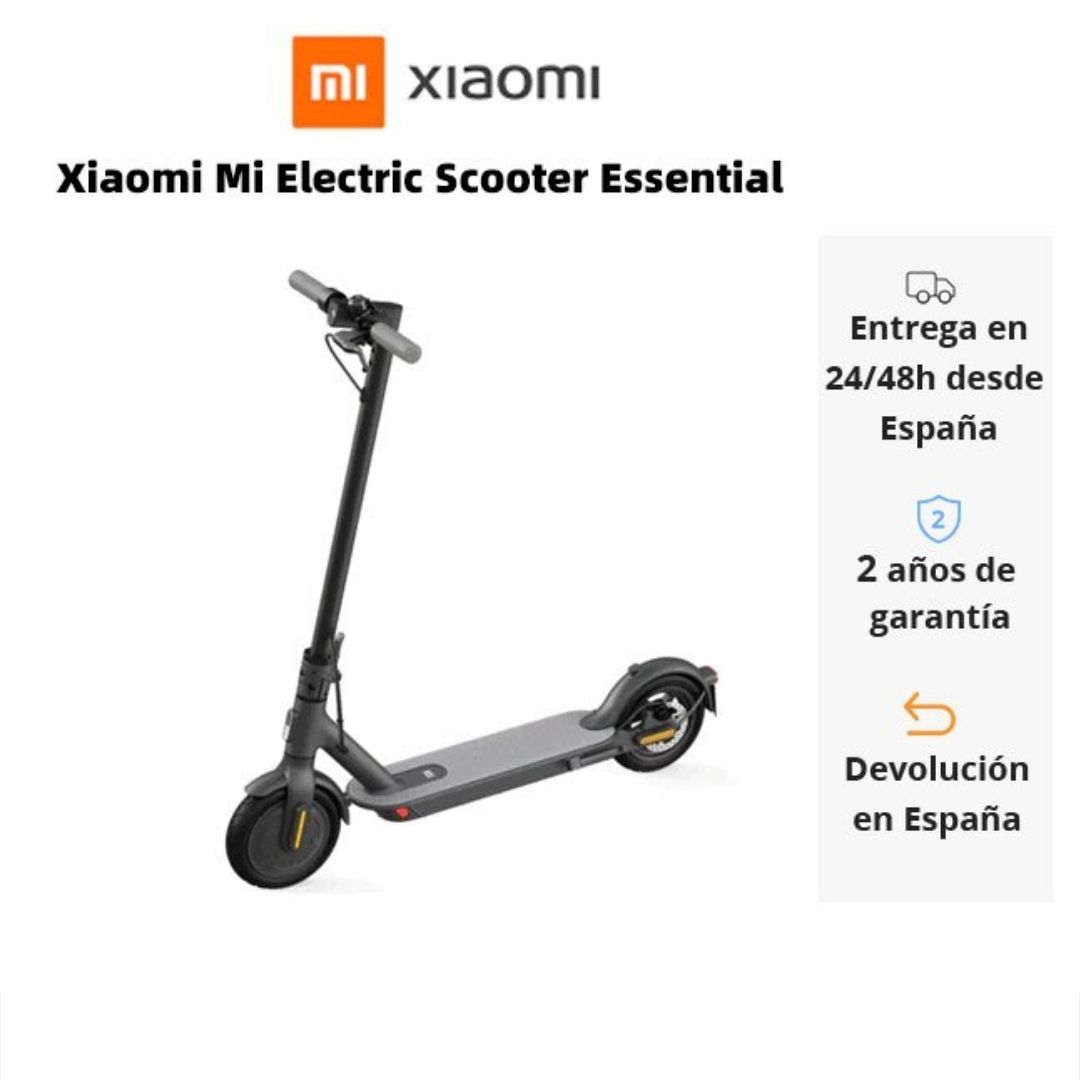 mi xiaomi
Xiaomi Mi Electric Scooter Essential
Entrega en
24/48h desde
España
2
2 años de
garantía
Devolución
en España
mi